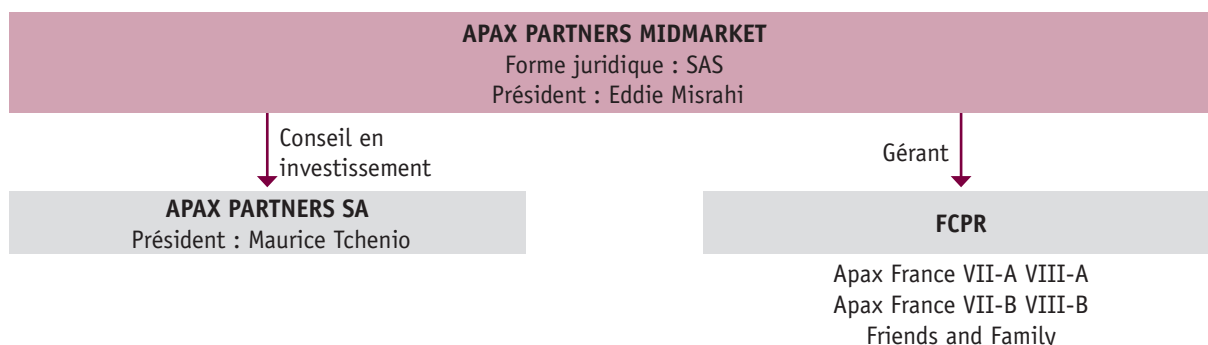 APAX PARTNERS MIDMARKET
Forme juridique : SAS
Président : Eddie Misrahi
Conseil en
investissement
Gérant
APAX PARTNERS SA
Président : Maurice Tchenio
FCPR
Apax France VII-A VIII-A
Apax France VII-B VIII-B
Friends and Family